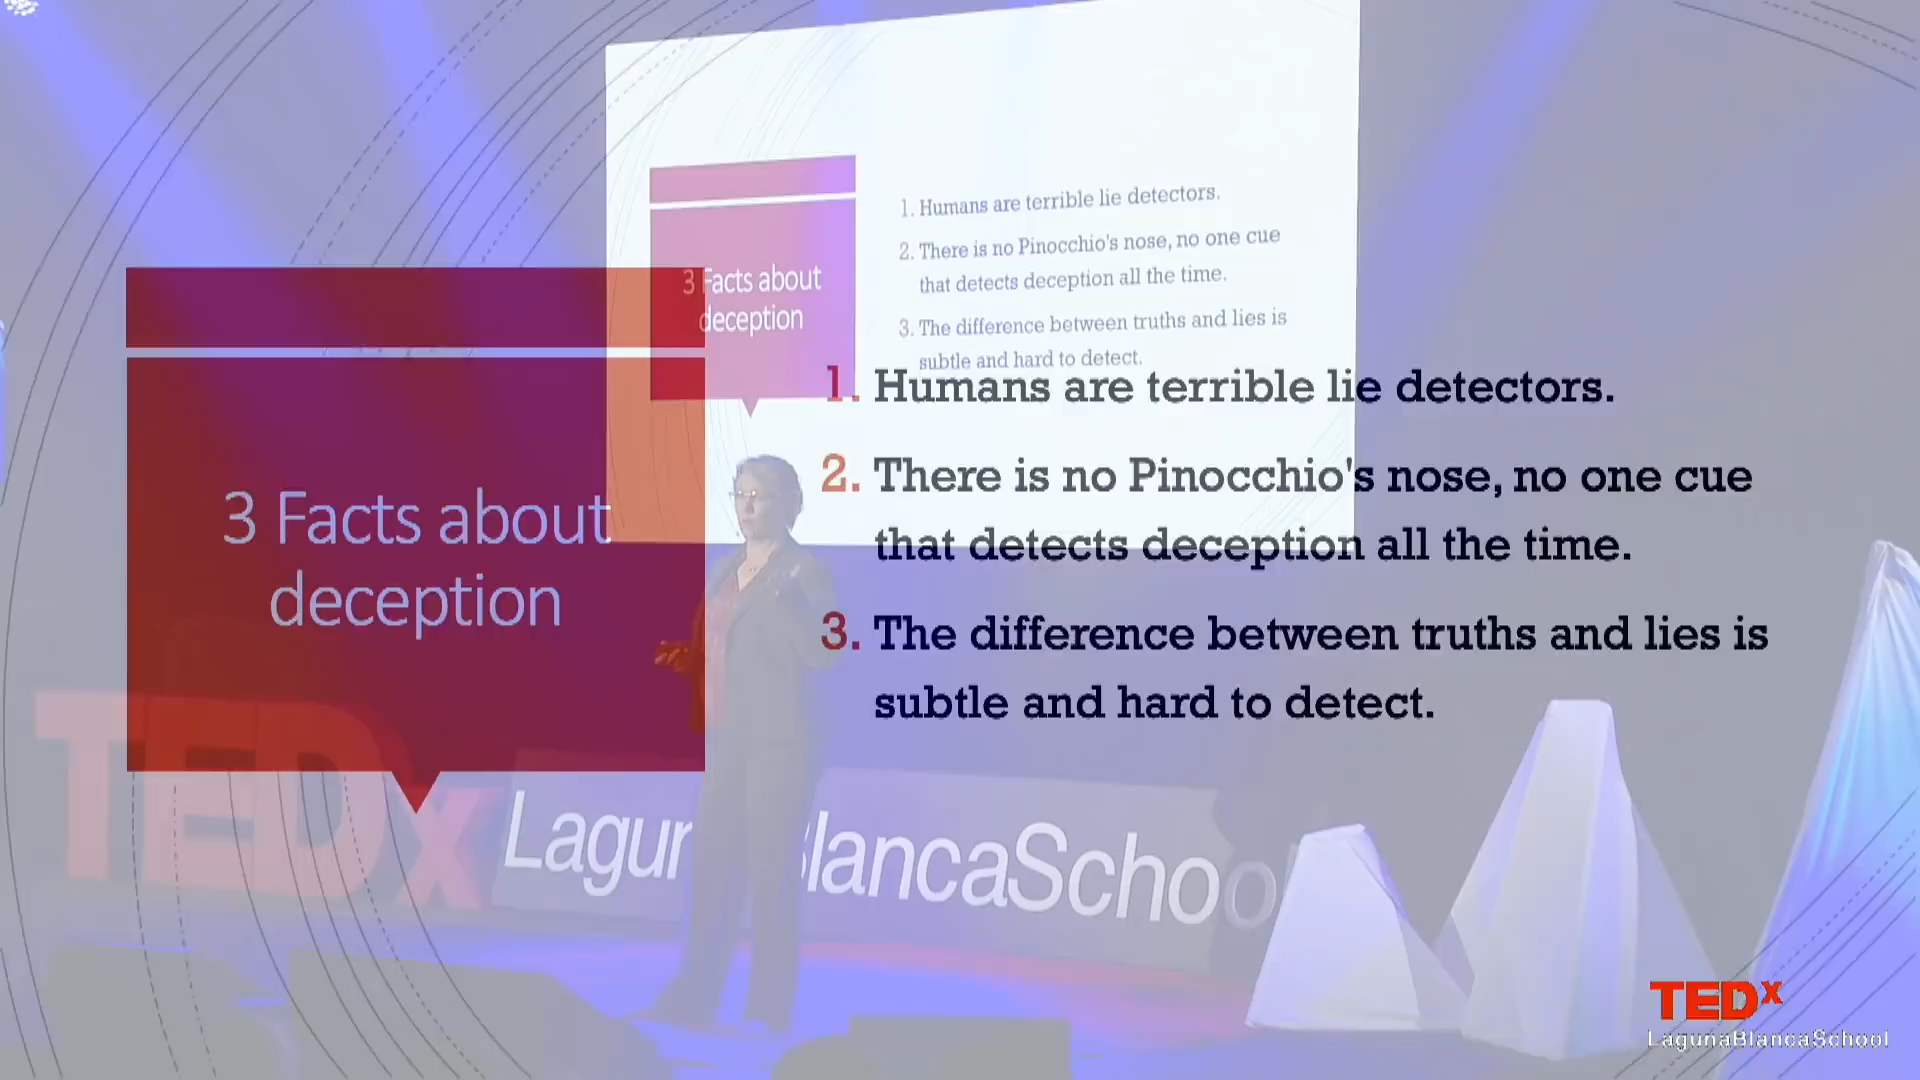 1. Humans are terrible lie detectors.
2. There is no Pinocchio's nose, no one cue
that detects deception all the time.
3. The difference between truths and lies is
subtle and hard to detect.
3 Facts about
deception
3 Facts about
deception
1. Humans are terrible lie detectors.
2. There is no Pinocchio's nose, no one cue
that detects deception all the time.
3. The difference between truths and lies is
subtle and hard to detect.
TEDx
LagunaBlancaSchool
TEDx
LagunaBlancaSchool